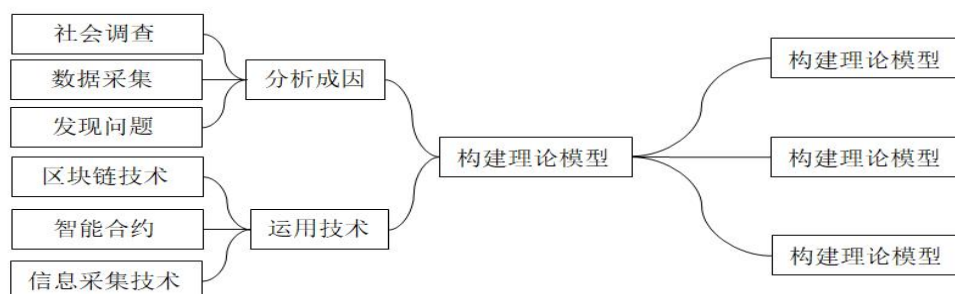 社会调查
数据采集
发现问题
区块链技术
智能合约
信息采集技术
分析成因
运用技术
构建理论模型
构建理论模型
构建理论模型
构建理论模型